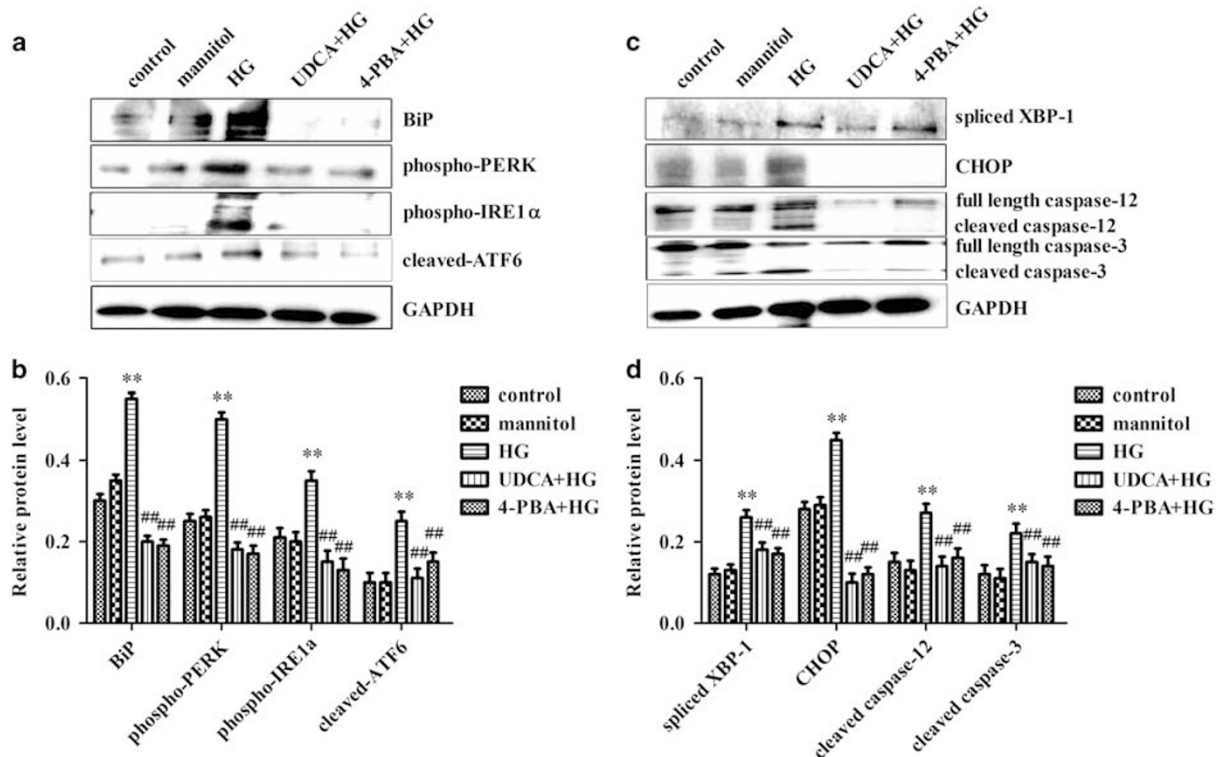 a
control
mannitol
HG
UDCA+HG
4-PBA+HG
BiP
phospho-PERK
phospho-IRE1α
cleaved-ATF6
GAPDH
c
control
mannitol
HG
UDCA+HG
4-PBA+HG
spliced XBP-1
CHOP
full length caspase-12
cleaved caspase-12
full length caspase-3
cleaved caspase-3
GAPDH
b
Relative protein level
0.6
0.4
0.2
0.0
**
## ##
**
## ##
**
## ##
**
## ##
BiP
phospho-PERK
phospho-IRE1a
cleaved-ATF6
control
mannitol
HG
UDCA+HG
4-PBA+HG
d
Relative protein level
0.6
0.4
0.2
0.0
**
## ##
**
## ##
**
## ##
**
## ##
spliced XBP-1
CHOP
cleaved caspase-12
cleaved caspase-3
control
mannitol
HG
UDCA+HG
4-PBA+HG